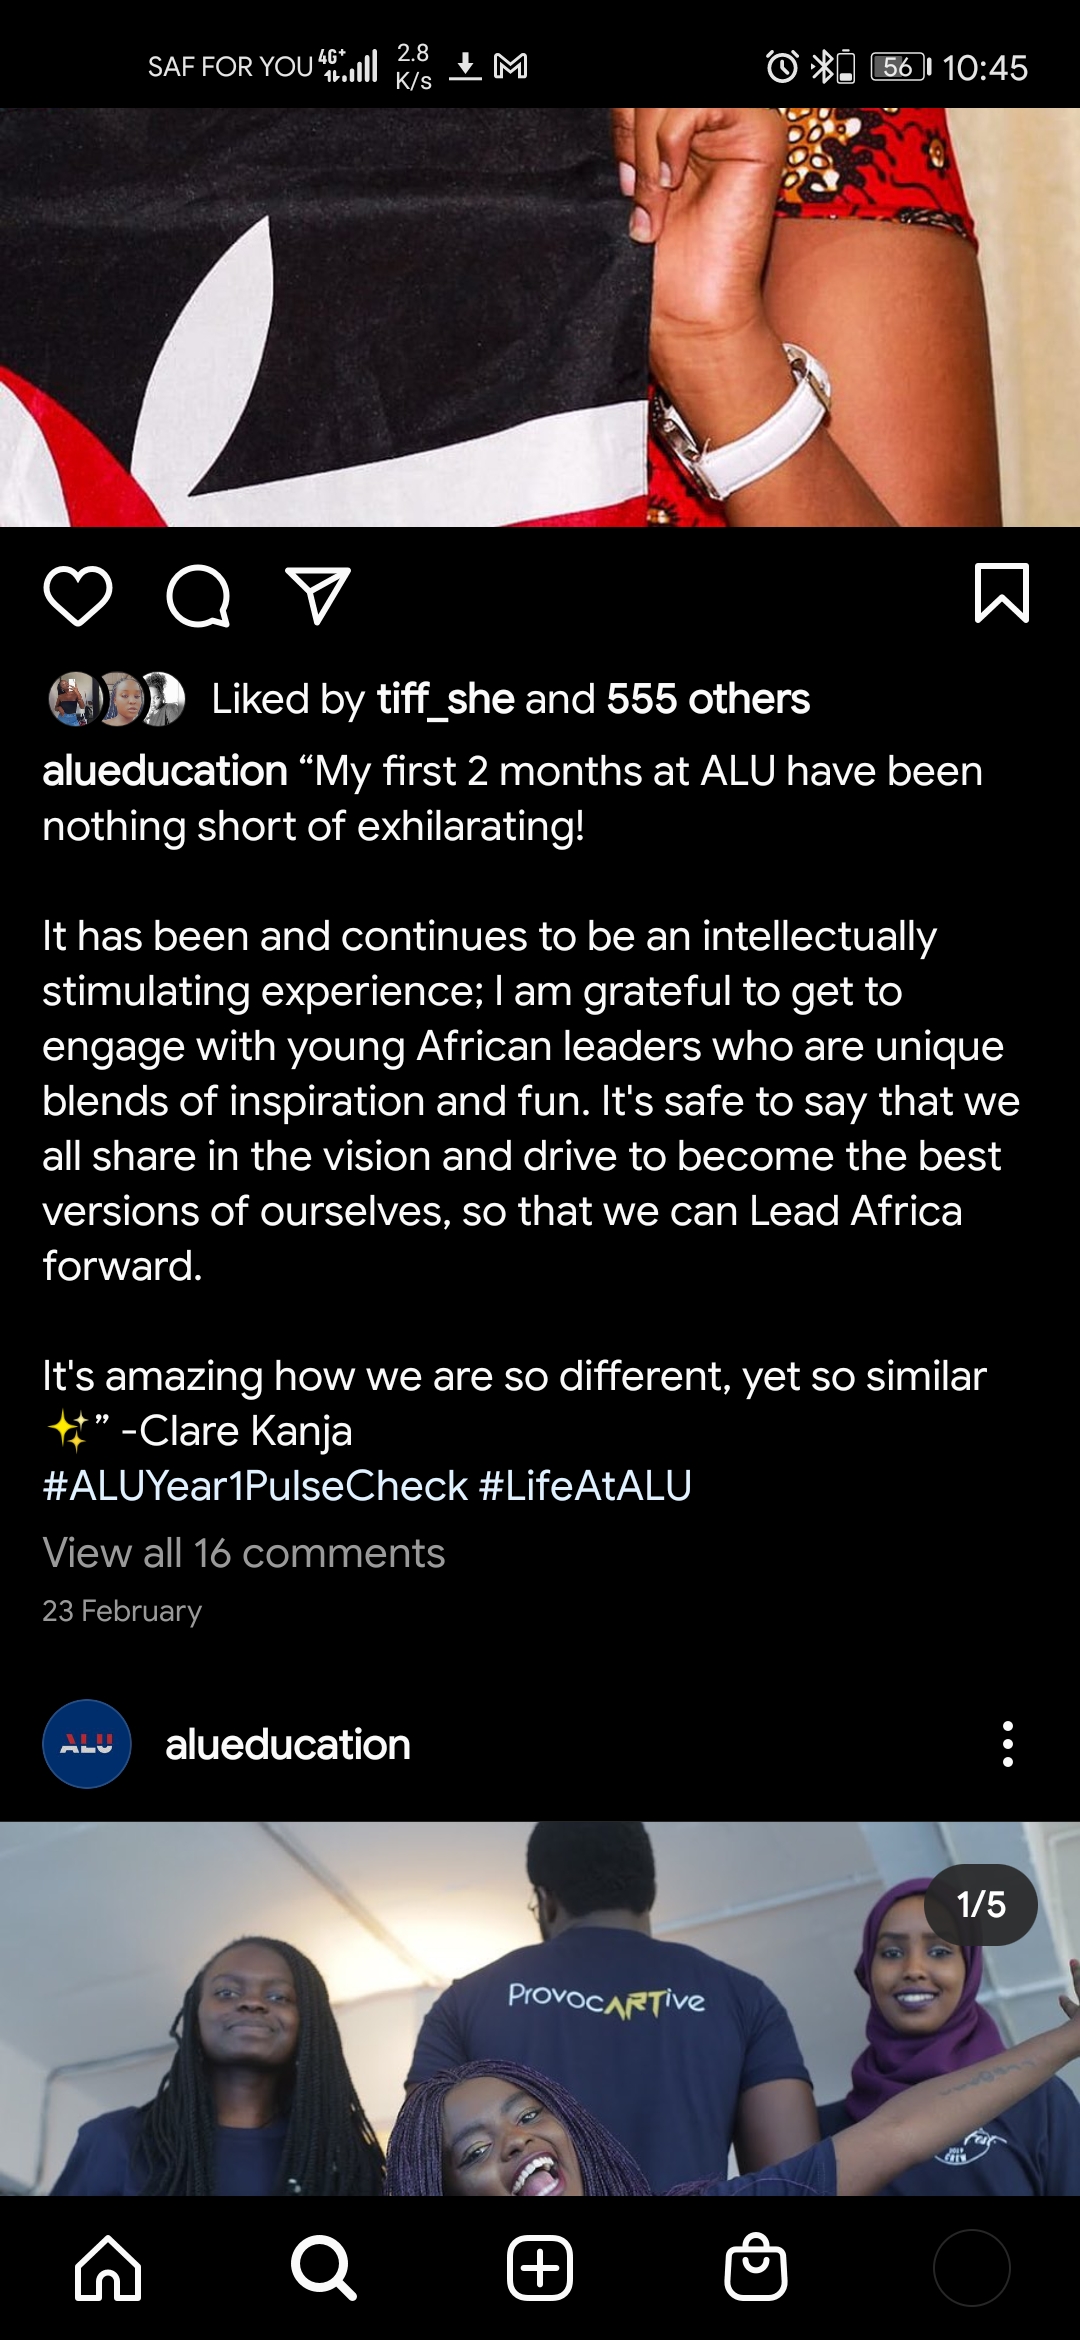 SAF FOR YOU 4G+ 2.8 K/s 56 10:45
Liked by tiff_she and 555 others
alueducation “My first 2 months at ALU have been
nothing short of exhilarating!
It has been and continues to be an intellectually
stimulating experience; I am grateful to get to
engage with young African leaders who are unique
blends of inspiration and fun. It's safe to say that we
all share in the vision and drive to become the best
versions of ourselves, so that we can Lead Africa
forward.
It's amazing how we are so different, yet so similar
✨” -Clare Kanja
#ALUYear1PulseCheck #LifeAtALU
View all 16 comments
23 February
ALU alueducation
1/5
ProvocARTive